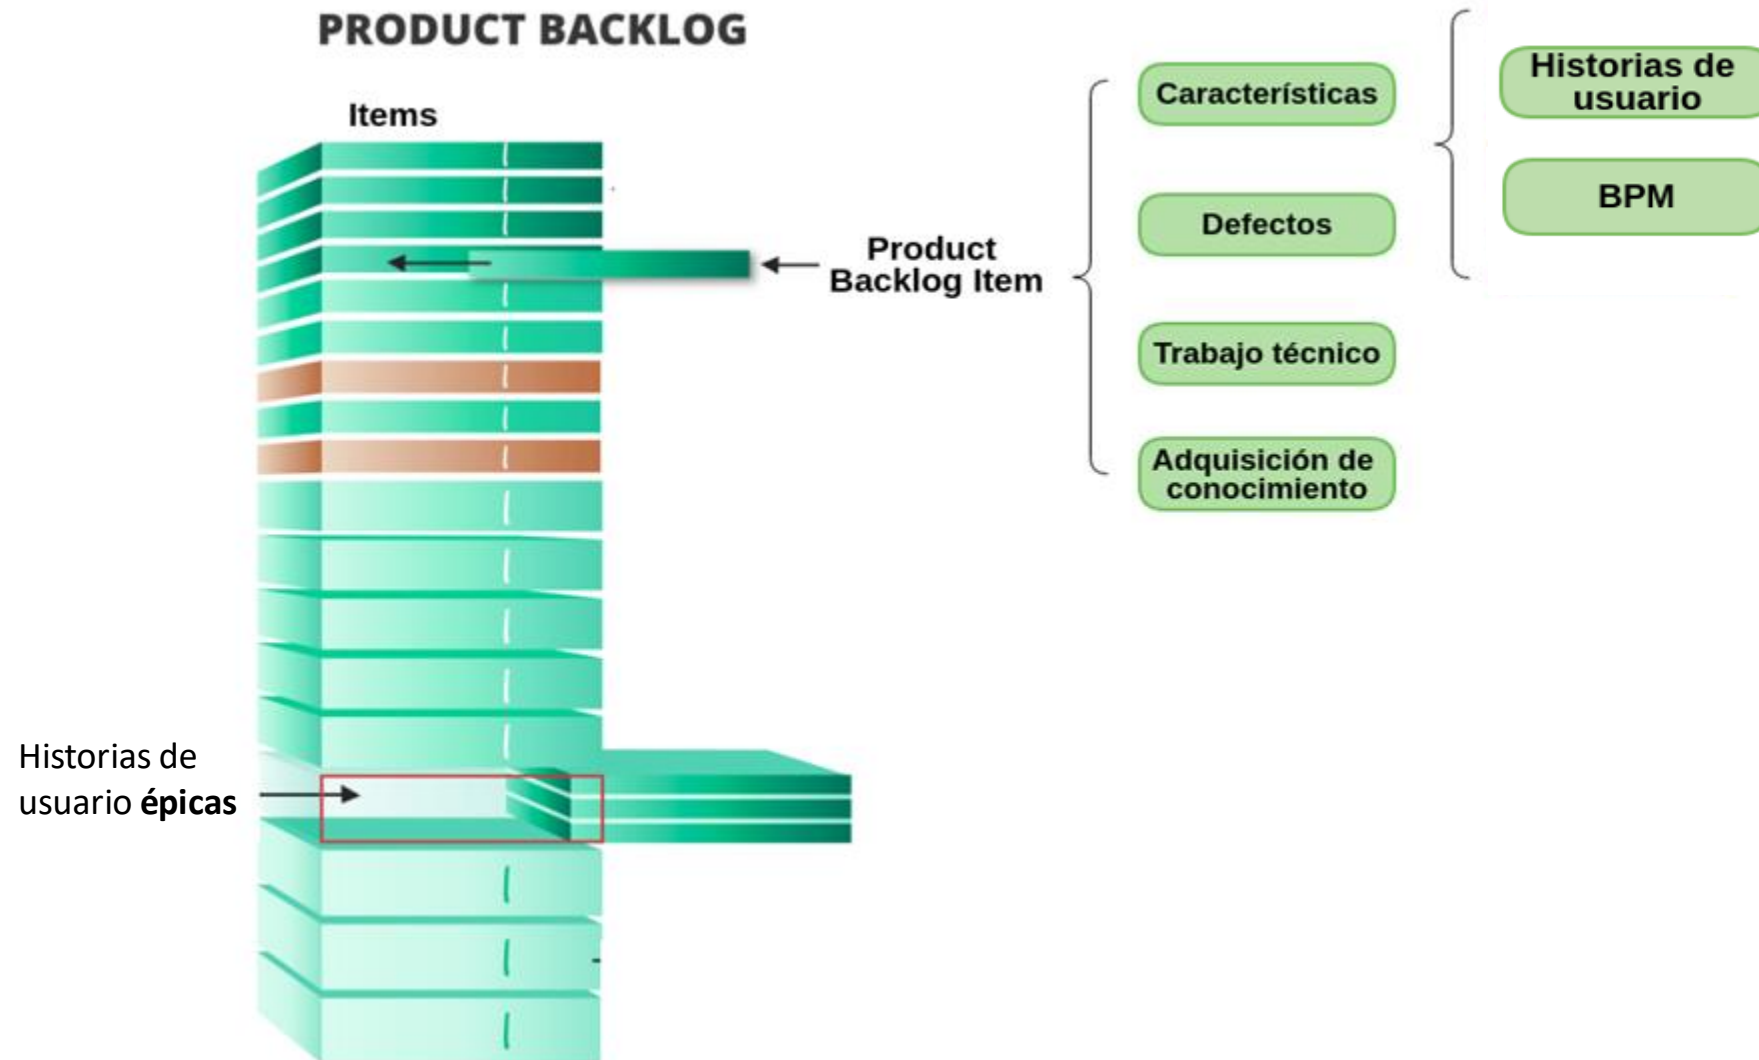 PRODUCT BACKLOG
Items
Product
Backlog Item
Características
Defectos
Trabajo técnico
Adquisición de
conocimiento
Historias de
usuario
BPM
Historias de
usuario épicas